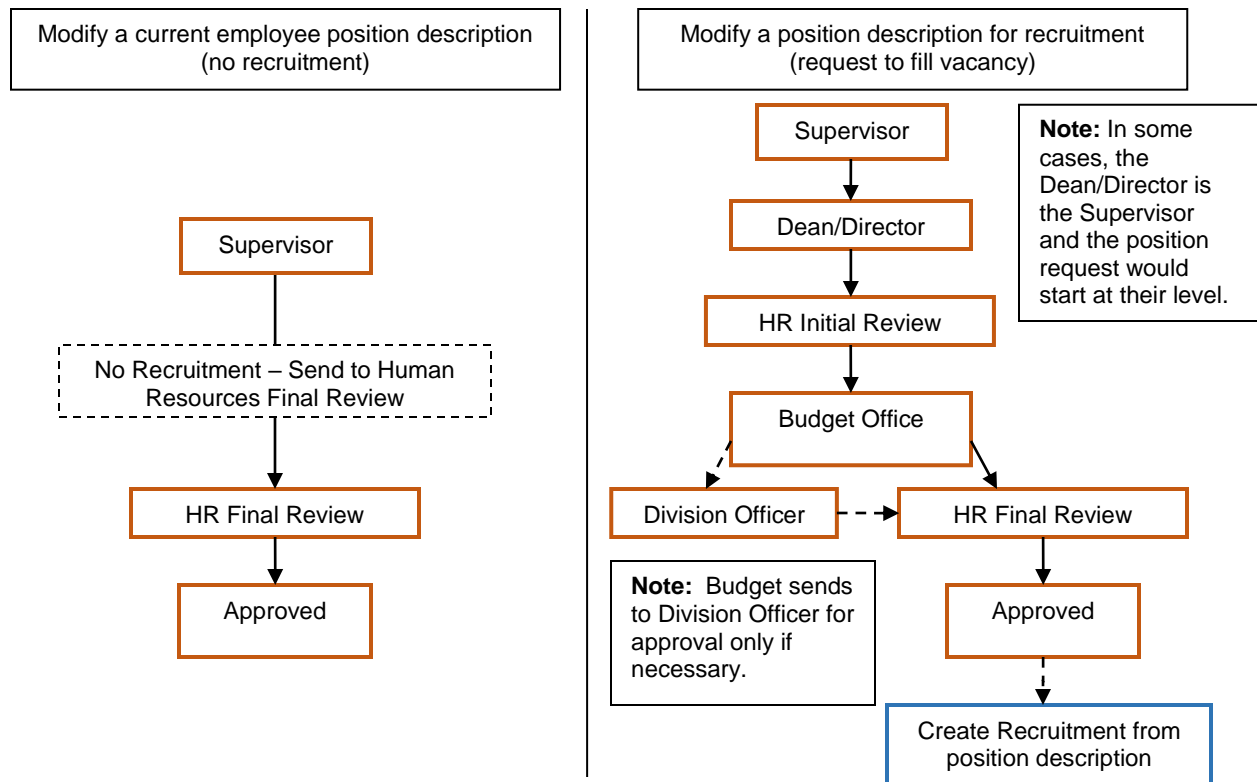 Modify a current employee position description
(no recruitment)
Supervisor
No Recruitment – Send to Human
Resources Final Review
HR Final Review
Approved
Modify a position description for recruitment
(request to fill vacancy)
Supervisor
Note: In some
cases, the
Dean/Director is
the Supervisor
and the position
request would
start at their level.
Dean/Director
HR Initial Review
Budget Office
Division Officer
HR Final Review
Note:  Budget sends
to Division Officer for
approval only if
necessary.
Approved
Create Recruitment from
position description